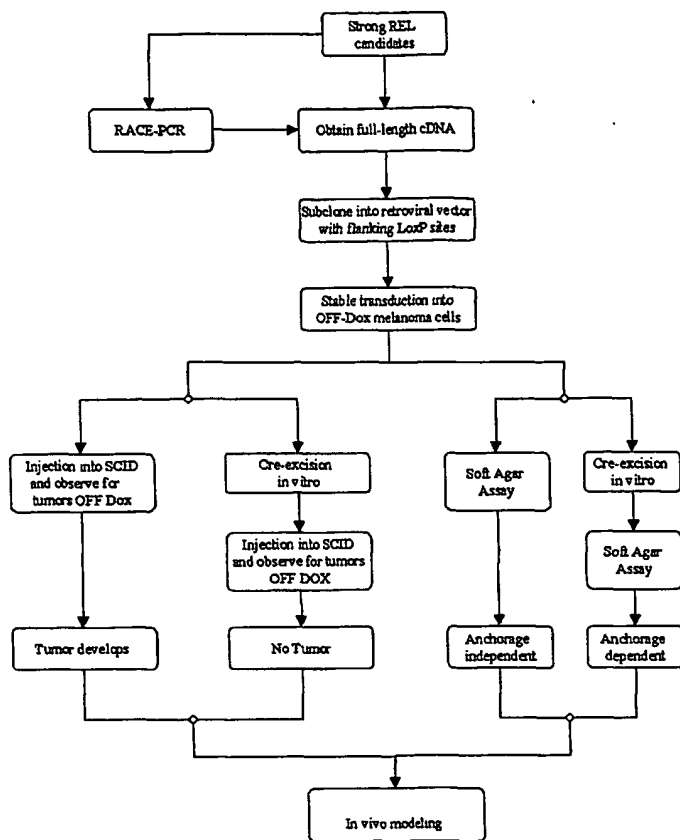 Strong REL
candidates
RACE-PCR
Obtain full-length cDNA
Subclone into retroviral vector
with flanking LoxP sites
Stable transduction into
OFF-Dox melanoma cells
Injection into SCID
and observe for
tumors OFF Dox
Cre-excision
in vitro
Soft Agar
Assay
Cre-excision
in vitro
Injection into SCID
and observe for tumors
OFF DOX
Soft Agar
Assay
Tumor develops
No Tumor
Anchorage
independent
Anchorage
dependent
In vivo modeling